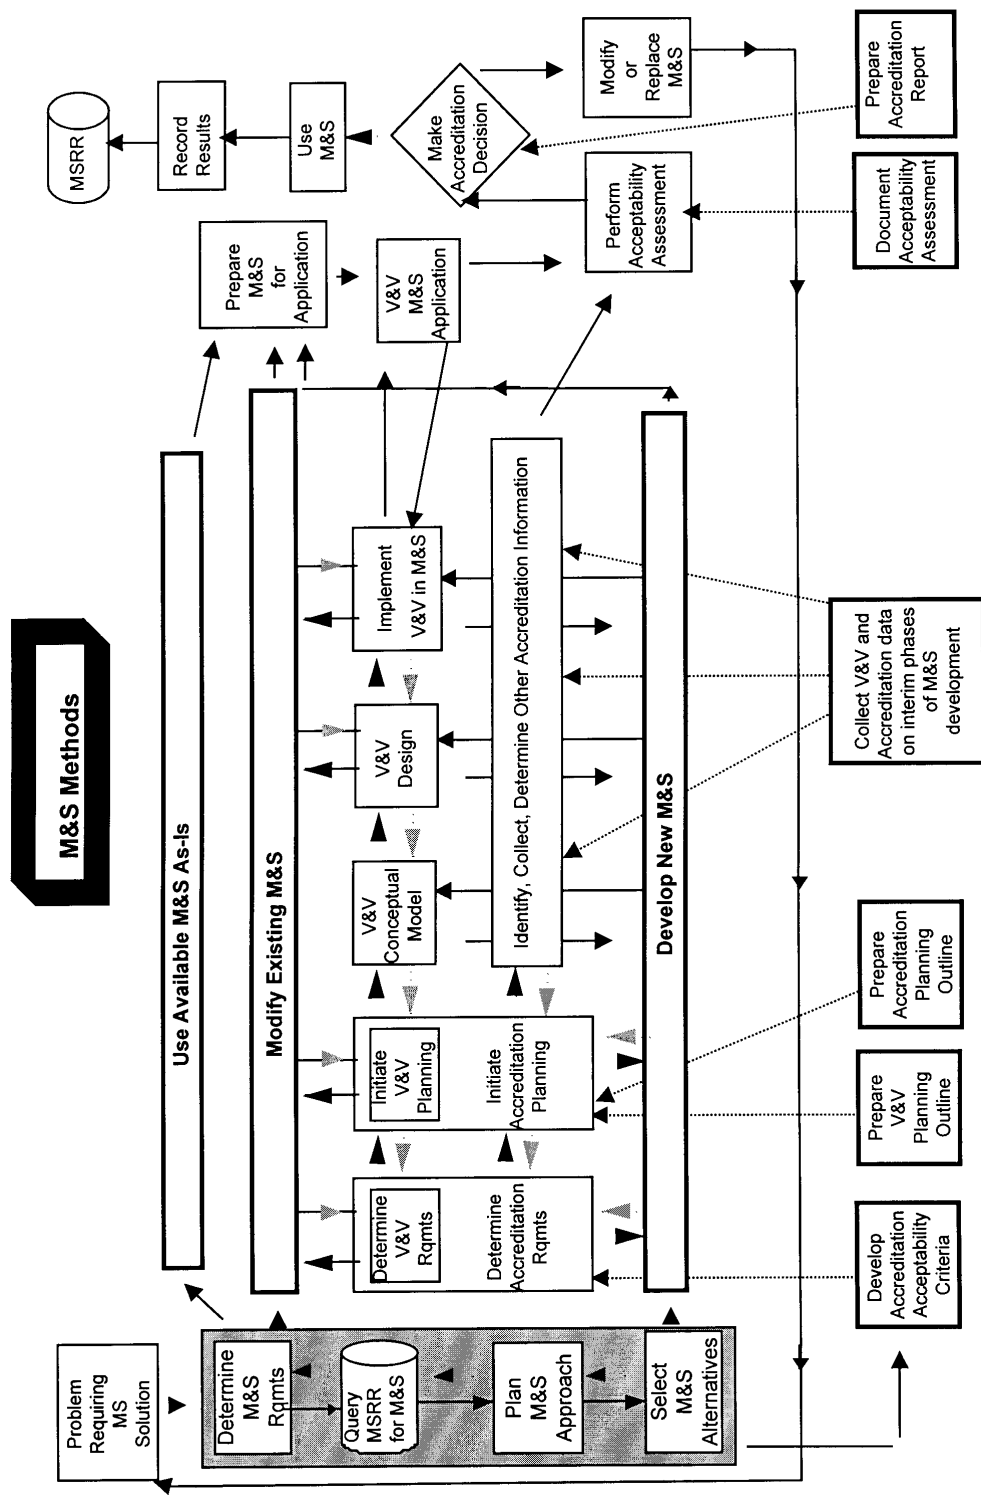 M&S Methods
Problem
Requiring
MS
Solution
Determine
M&S
Rqmts
Query
MSRR
for M&S
Plan
M&S
Approach
Select
M&S
Alternatives
Use Available M&S As-Is
Modify Existing M&S
Determine
V&V
Rqmts
Determine
Accreditation
Rqmts
Initiate
V&V
Planning
Initiate
Accreditation
Planning
V&V
Conceptual
Model
V&V
Design
Implement
V&V in M&S
Identify, Collect, Determine Other Accreditation Information
Develop New M&S
Prepare
M&S
for
Application
V&V
M&S
Application
MSRR
Record
Results
Use
M&S
Make
Accreditation
Decision
Modify
or
Replace
M&S
Perform
Acceptability
Assessment
Develop
Accreditation
Acceptability
Criteria
Prepare
V&V
Planning
Outline
Prepare
Accreditation
Planning
Outline
Collect V&V and
Accreditation data
on interim phases
of M&S
development
Document
Acceptability
Assessment
Prepare
Accreditation
Report